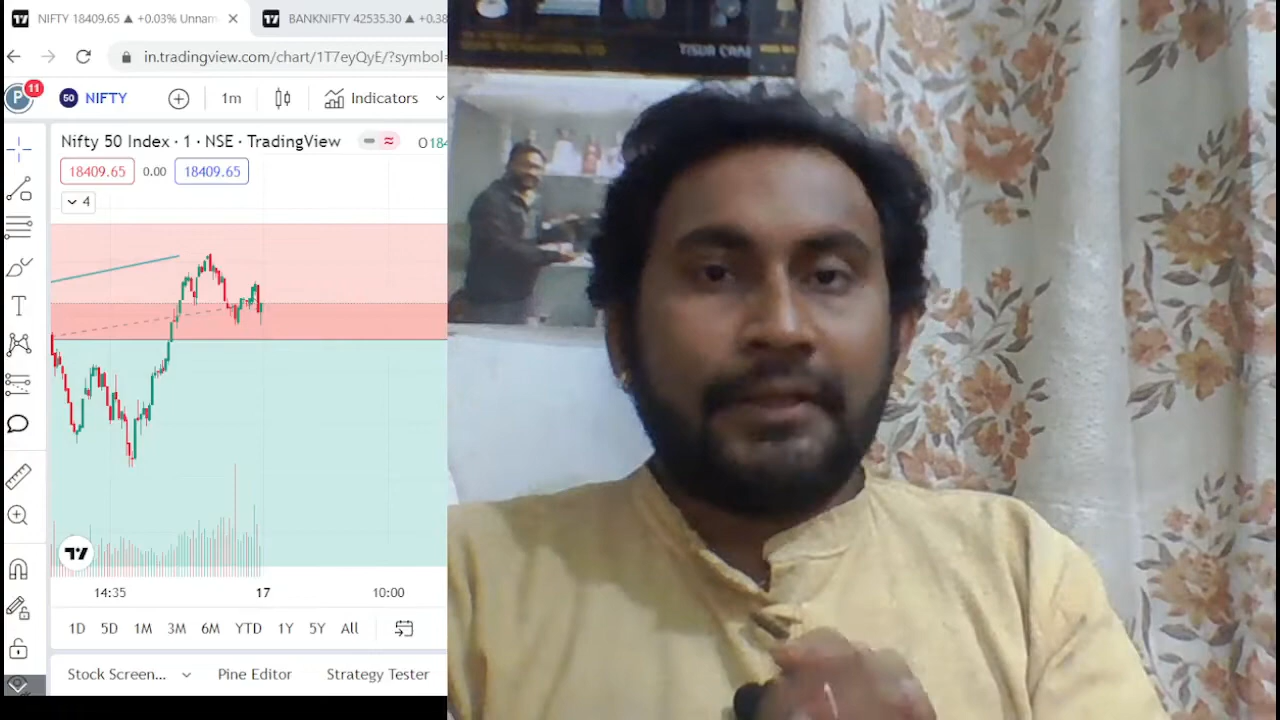 NIFTY 18409.65 ▲ +0.03% Unnam
BANKNIFTY 42535.30 ▲ +0.38
in.tradingview.com/chart/1T7eyQyE/?symbol=
P 11
50 NIFTY
1m
Indicators
Nifty 50 Index · 1 · NSE · TradingView
O184
18409.65 0.00 18409.65
4
T
14:35 17 10:00
1D 5D 1M 3M 6M YTD 1Y 5Y All
Stock Screen... Pine Editor Strategy Tester